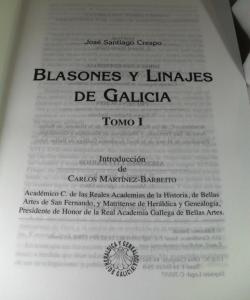 José Santiago Crespo
BLASONES Y LINAJES
DE GALICIA
TOMO I
Introducción
de
CARLOS MARTÍNEZ-BARBEITO
Académico C. de las Reales Academias de la Historia, de Bellas
Artes de San Fernando, y Matritense de Heráldica y Genealogía,
Presidente de Honor de la Real Academia Gallega de Bellas Artes.